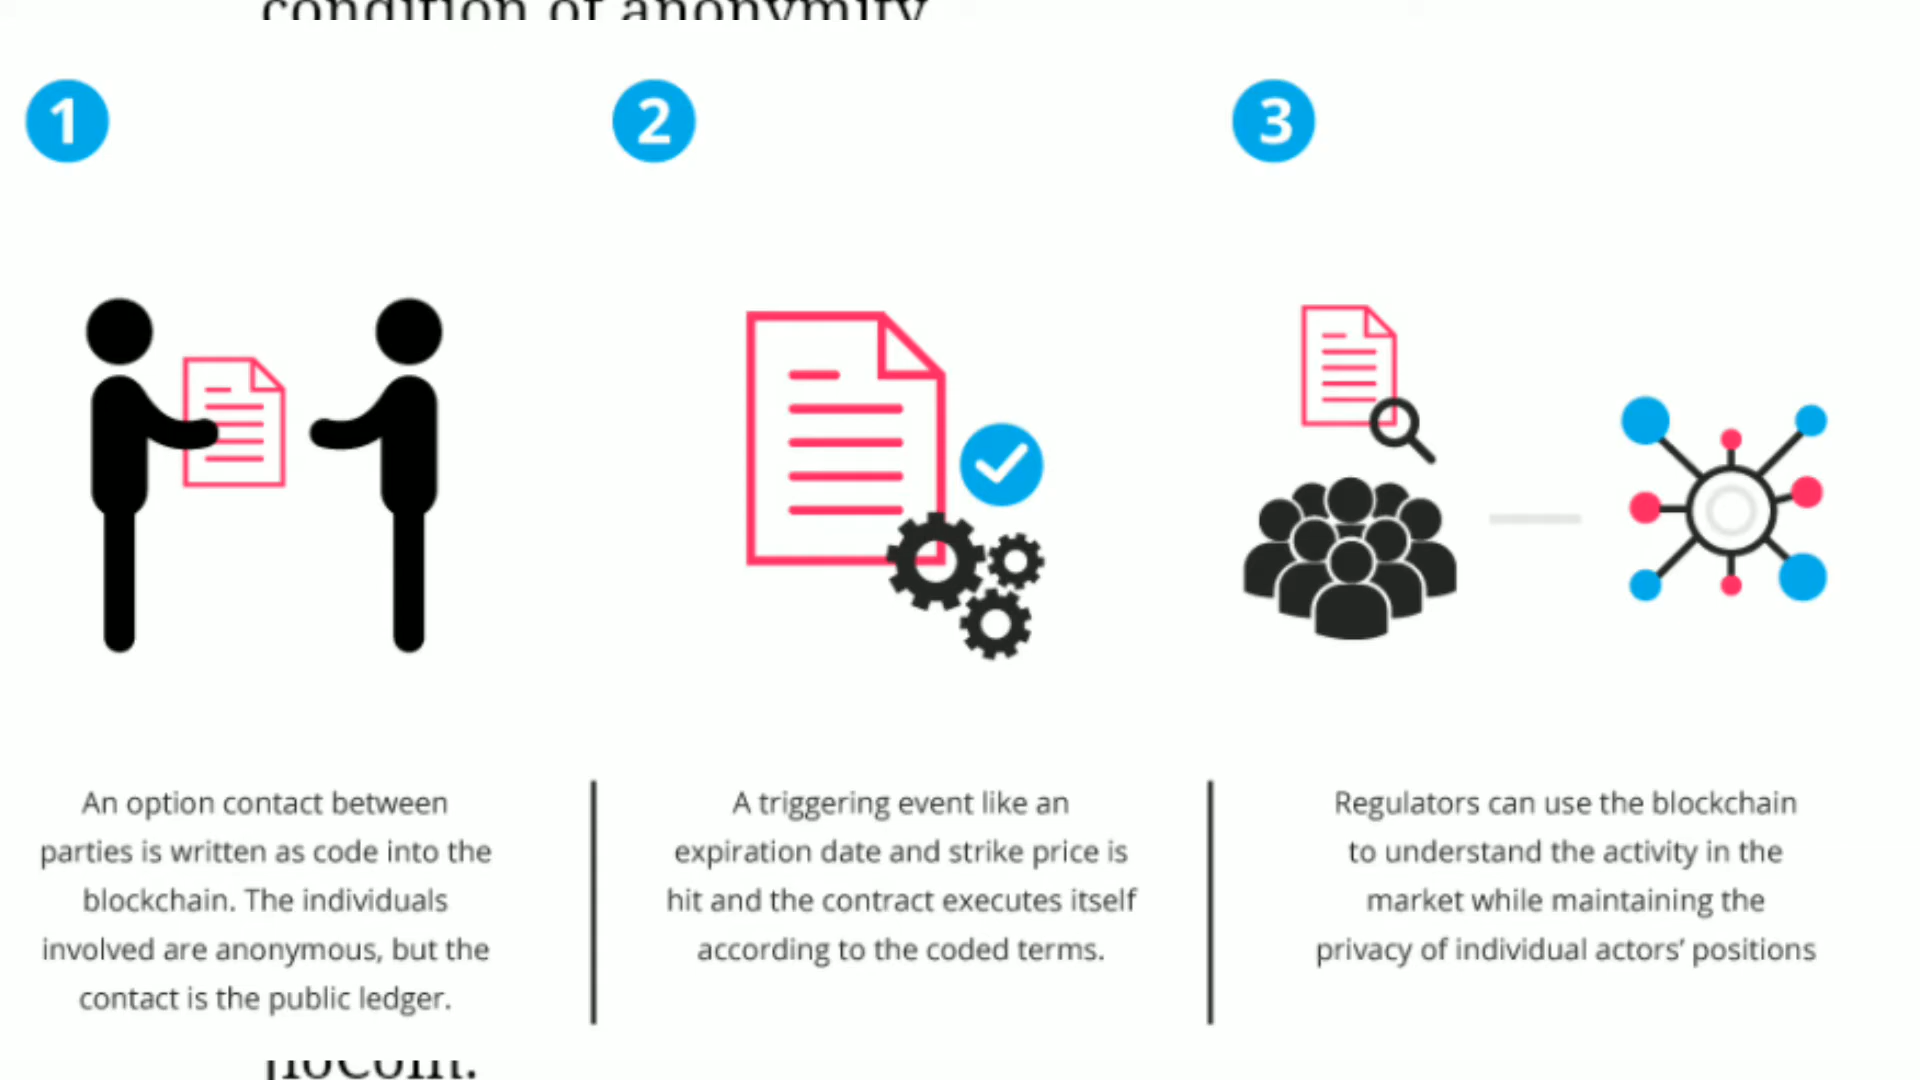 condition of anonymity
1
2
3
An option contact between
parties is written as code into the
blockchain. The individuals
involved are anonymous, but the
contact is the public ledger.
A triggering event like an
expiration date and strike price is
hit and the contract executes itself
according to the coded terms.
Regulators can use the blockchain
to understand the activity in the
market while maintaining the
privacy of individual actors’ positions